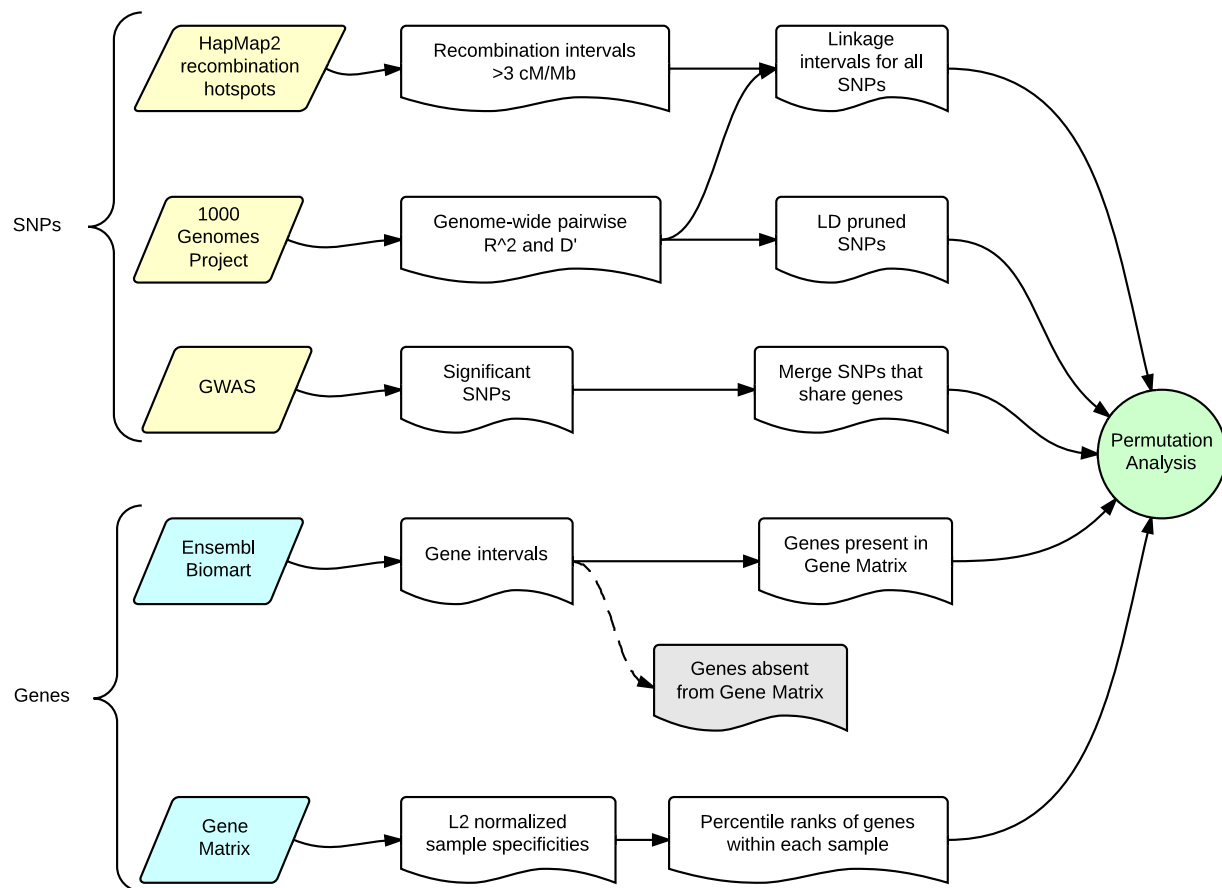 HapMap2
recombination
hotspots
Recombination intervals
>3 cM/Mb
Linkage
intervals for all
SNPs
SNPs
1000
Genomes
Project
Genome-wide pairwise
R^2 and D'
LD pruned
SNPs
GWAS
Significant
SNPs
Merge SNPs that
share genes
Permutation
Analysis
Genes
Ensembl
Biomart
Gene intervals
Genes present in
Gene Matrix
Genes absent
from Gene Matrix
Gene
Matrix
L2 normalized
sample specificities
Percentile ranks of genes
within each sample